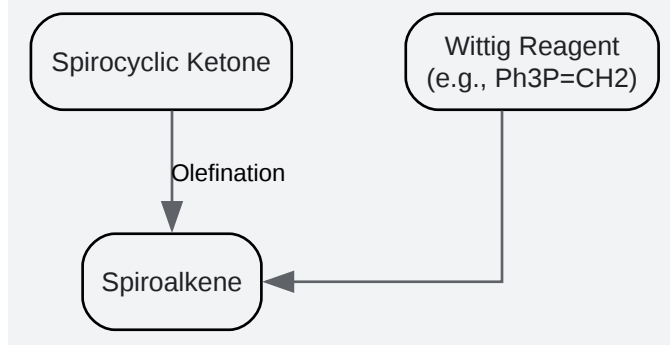 Spirocyclic Ketone
Wittig Reagent
(e.g., Ph3P=CH2)
Olefination
Spiroalkene